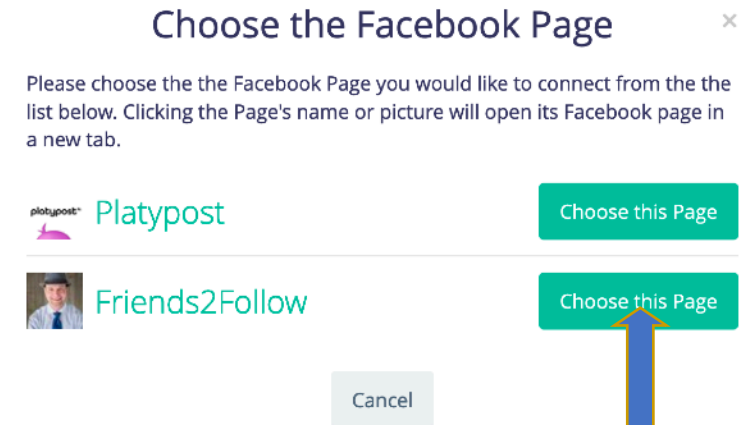 Choose the Facebook Page
×
Please choose the the Facebook Page you would like to connect from the the
list below. Clicking the Page's name or picture will open its Facebook page in
a new tab.
platypost™ Platypost Choose this Page
Friends2Follow Choose this Page
Cancel